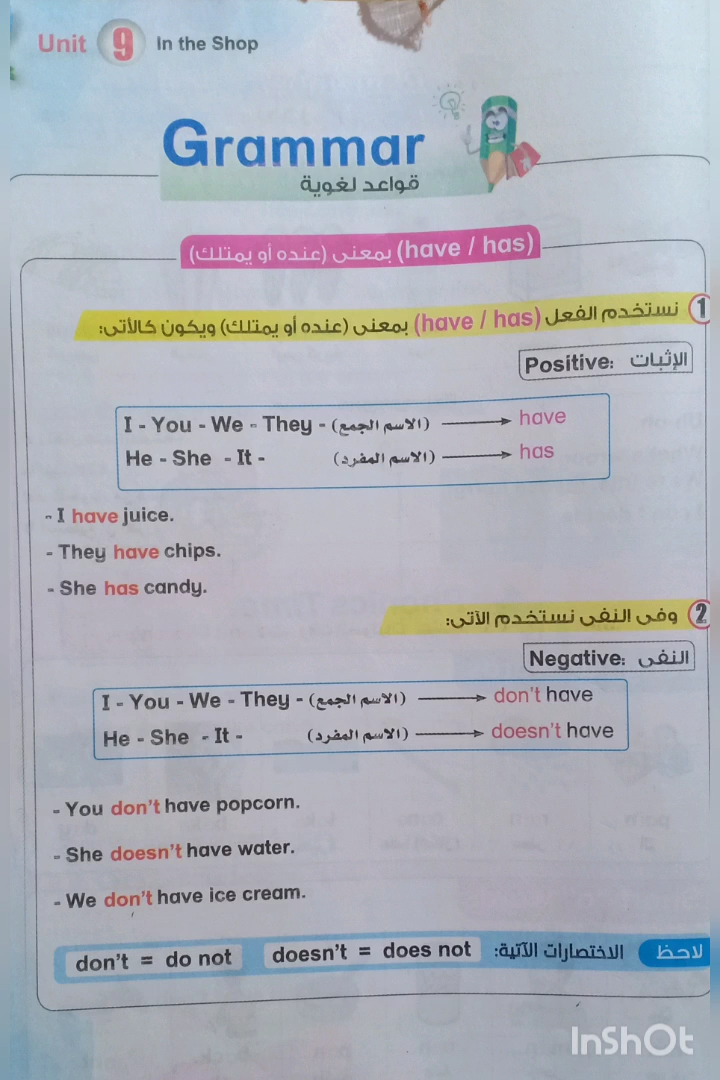 Unit 9 In the Shop
Grammar
قواعد لغوية
(have / has) بمعنى (عنده أو يمتلك)
1 نستخدم الفعل (have / has) بمعنى (عنده أو يمتلك) ويكون كالأتى:
Positive: الإثبات
I - You - We - They - (الاسم الجمع) → have
He - She - It - (الاسم المفرد) → has
- I have juice.
- They have chips.
- She has candy.
2 وفى النفى نستخدم الآتى:
Negative: النفى
I - You - We - They - (الاسم الجمع) → don't have
He - She - It - (الاسم المفرد) → doesn't have
- You don't have popcorn.
- She doesn't have water.
- We don't have ice cream.
لاحظ الاختصارات الآتية: doesn't = does not don't = do not
InShOt